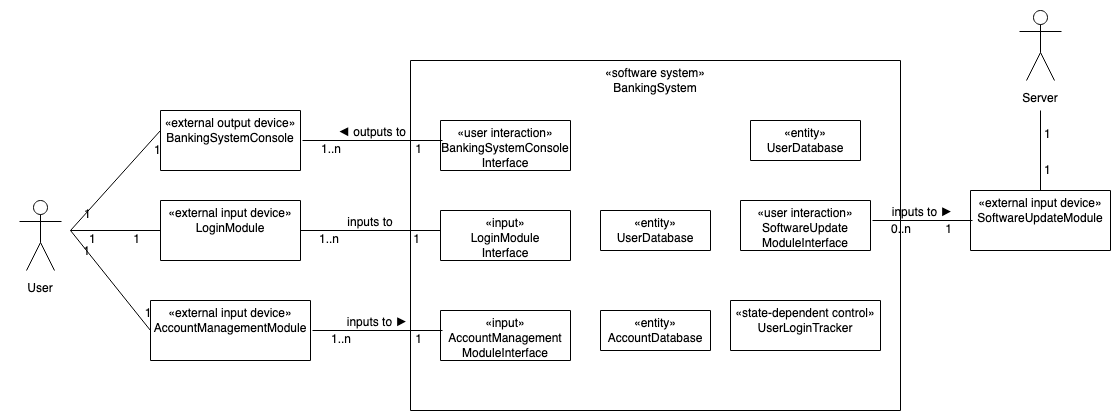 «software system»
BankingSystem
«external output device»
BankingSystemConsole
◄ outputs to
1..n
1
1
1
«user interaction»
BankingSystemConsole
Interface
«entity»
UserDatabase
Server
1
1
User
1
1
«external input device»
LoginModule
inputs to
1..n
1
«input»
LoginModule
Interface
«entity»
UserDatabase
«user interaction»
SoftwareUpdate
ModuleInterface
inputs to ►
0..n
1
«external input device»
SoftwareUpdateModule
1
1
«external input device»
AccountManagementModule
inputs to ►
1..n
1
«input»
AccountManagement
ModuleInterface
«entity»
AccountDatabase
«state-dependent control»
UserLoginTracker